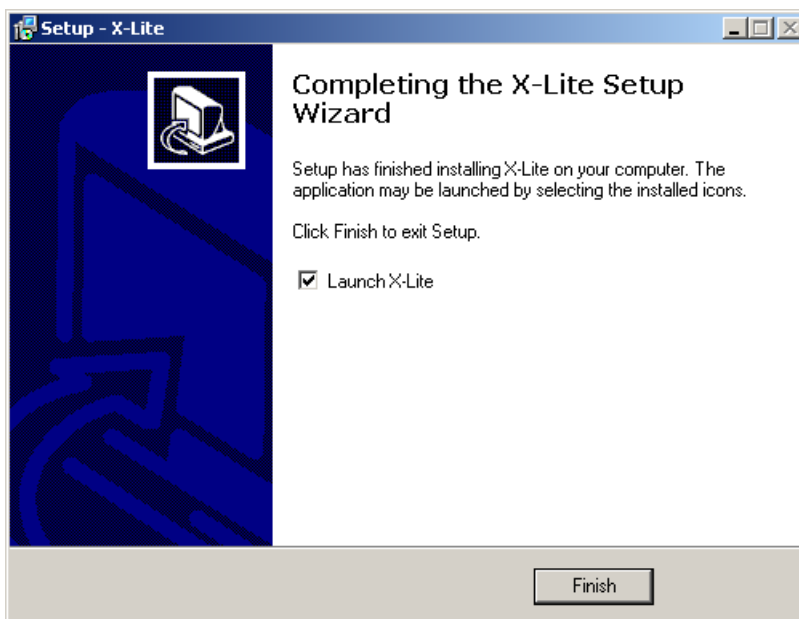 Setup - X-Lite
Completing the X-Lite Setup
Wizard
Setup has finished installing X-Lite on your computer. The
application may be launched by selecting the installed icons.
Click Finish to exit Setup.
Launch X-Lite
Finish